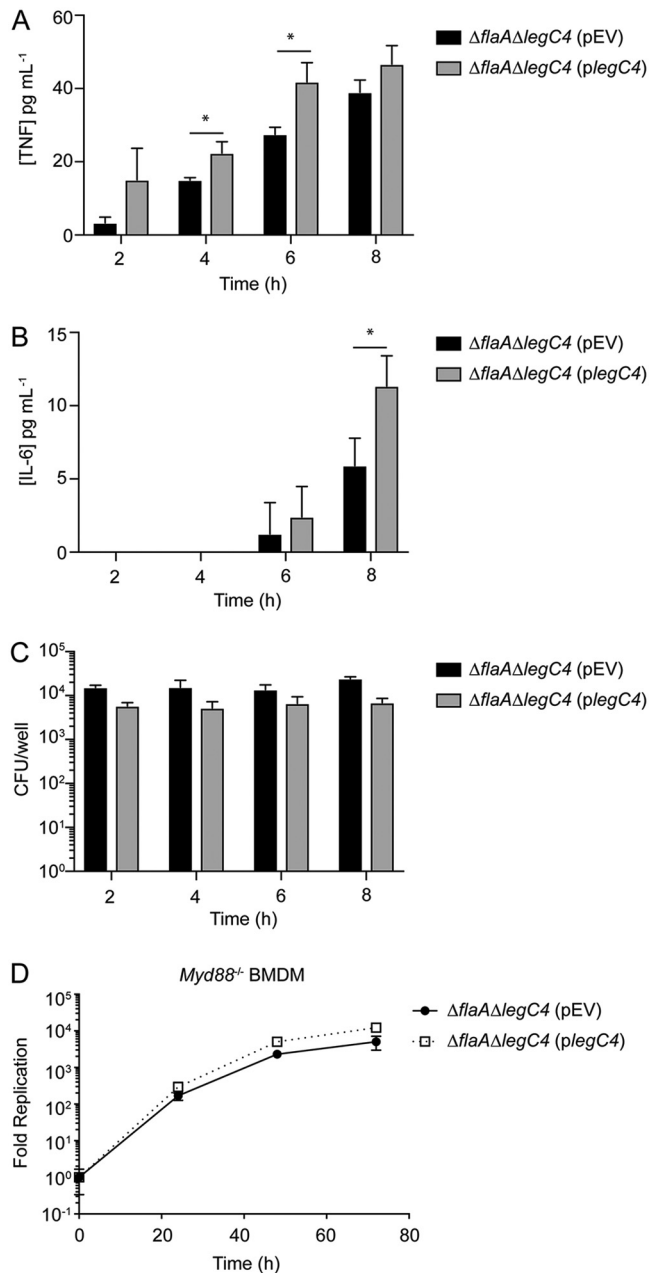 A
[TNF] pg mL⁻¹
60
40
20
0
*
*
2 4 6 8
Time (h)
ΔflaAΔlegC4 (pEV)
ΔflaAΔlegC4 (plegC4)
B
[IL-6] pg mL⁻¹
15
10
5
0
*
2 4 6 8
Time (h)
ΔflaAΔlegC4 (pEV)
ΔflaAΔlegC4 (plegC4)
C
CFU/well
10⁵
10⁴
10³
10²
10¹
10⁰
2 4 6 8
Time (h)
ΔflaAΔlegC4 (pEV)
ΔflaAΔlegC4 (plegC4)
D
Myd88⁻/⁻ BMDM
Fold Replication
10⁵
10⁴
10³
10²
10¹
10⁰
10⁻¹
0 20 40 60 80
Time (h)
ΔflaAΔlegC4 (pEV)
ΔflaAΔlegC4 (plegC4)